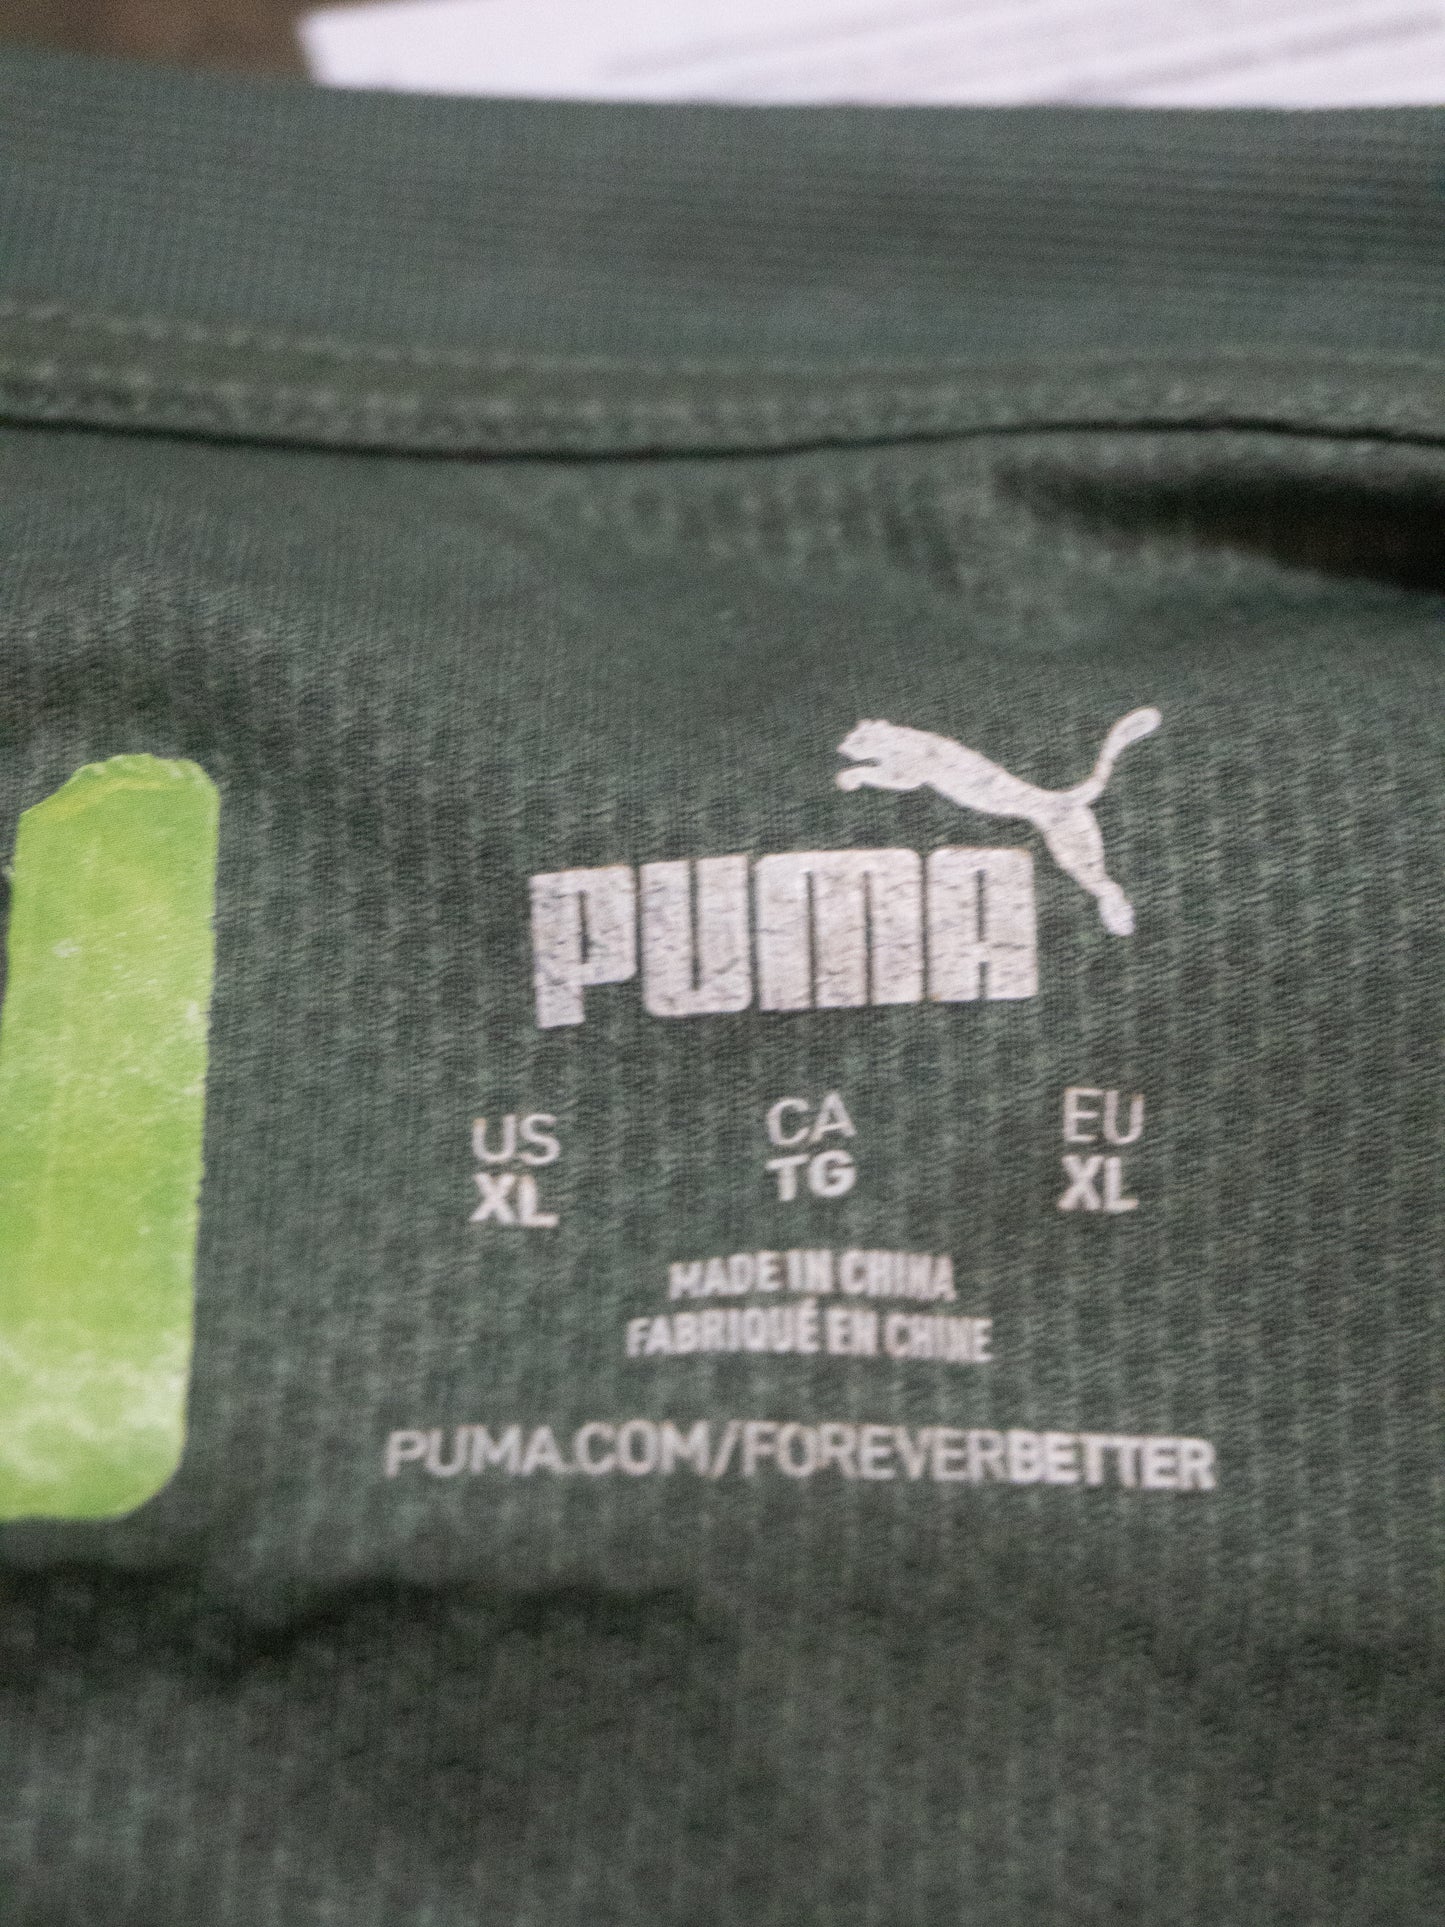 PUMA
US CA EU
XL TG XL
MADE IN CHINA
FABRIQUÉ EN CHINE
PUMA.COM/FOREVERBETTER